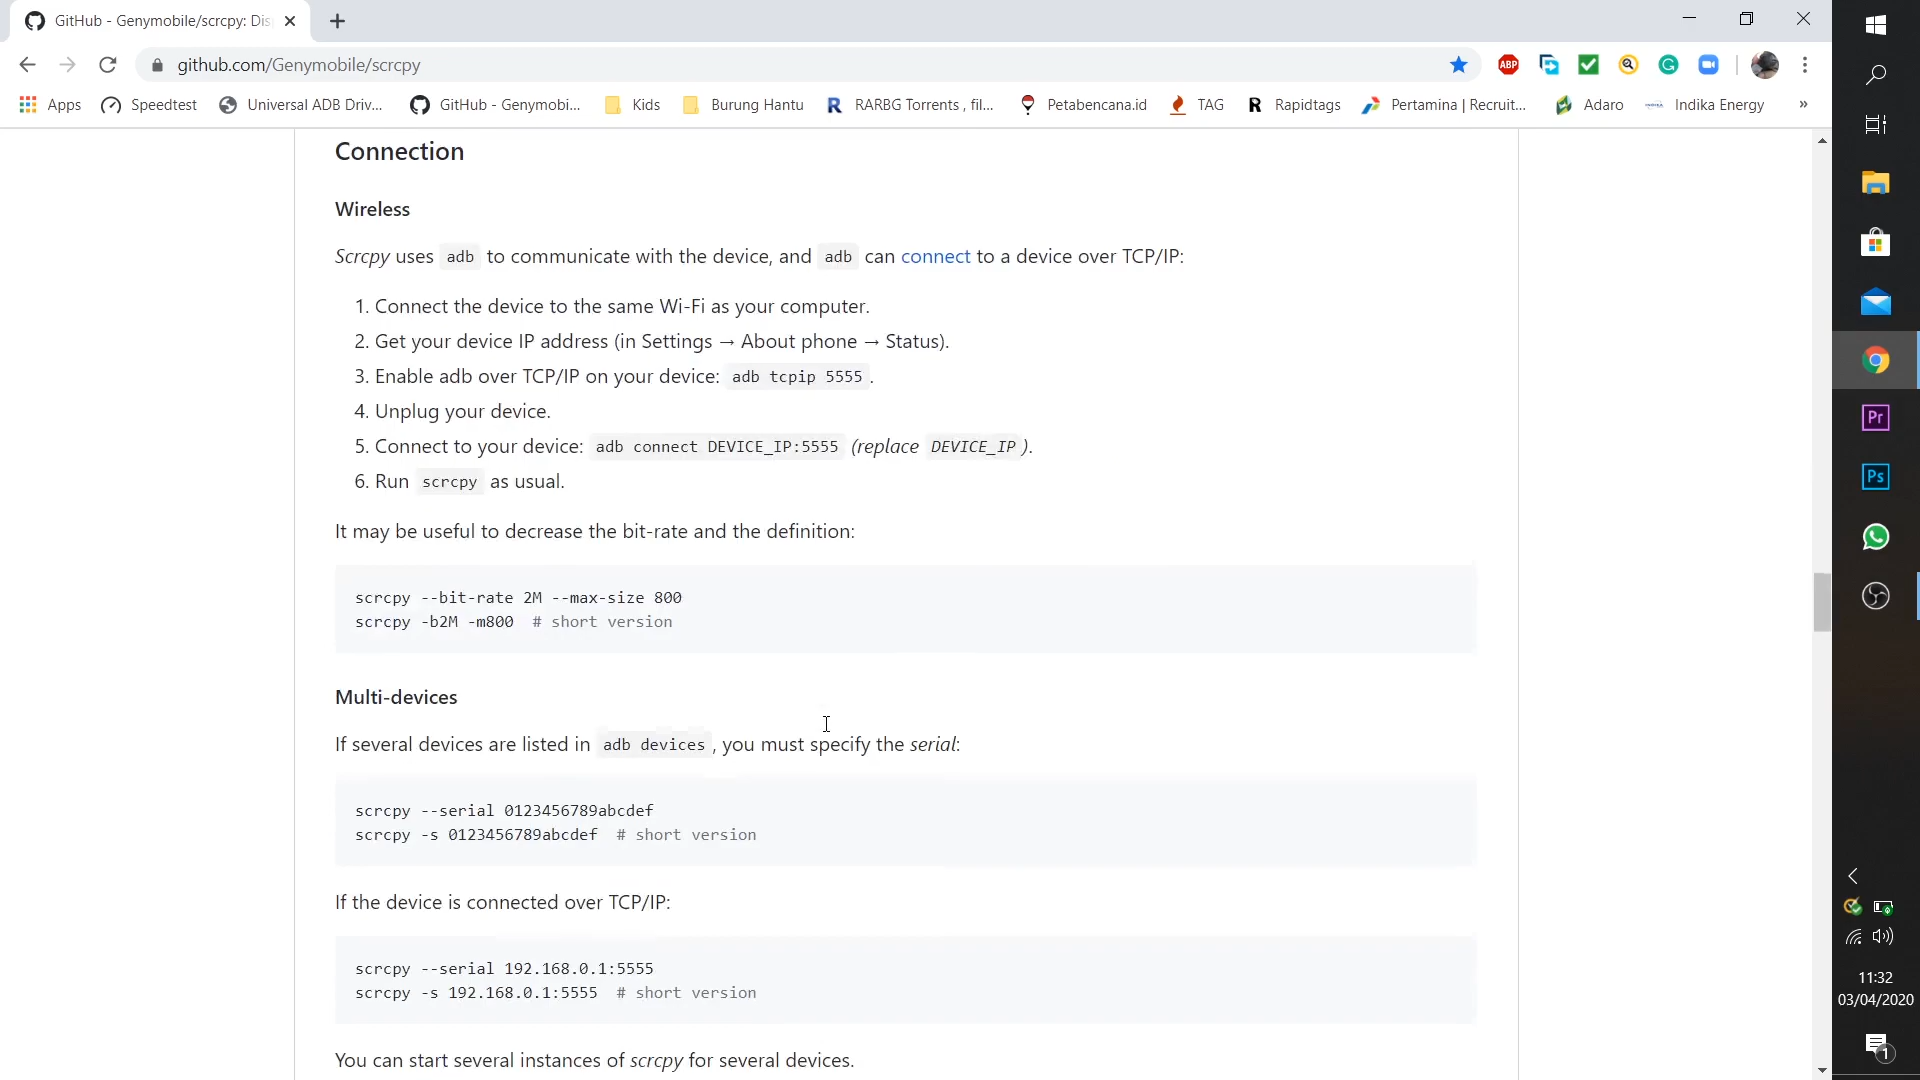 GitHub - Genymobile/scrcpy: Dis
github.com/Genymobile/scrcpy
ABP
Apps Speedtest Universal ADB Driv... GitHub - Genymobi... Kids Burung Hantu RARBG Torrents , fil... Petabencana.id TAG Rapidtags Pertamina | Recruit... Adaro Indika Energy »
Connection
Wireless
Scrcpy uses adb to communicate with the device, and adb can connect to a device over TCP/IP:
1. Connect the device to the same Wi-Fi as your computer.
2. Get your device IP address (in Settings → About phone → Status).
3. Enable adb over TCP/IP on your device: adb tcpip 5555.
4. Unplug your device.
5. Connect to your device: adb connect DEVICE_IP:5555 (replace DEVICE_IP).
6. Run scrcpy as usual.
It may be useful to decrease the bit-rate and the definition:
scrcpy --bit-rate 2M --max-size 800
scrcpy -b2M -m800  # short version
Multi-devices
If several devices are listed in adb devices, you must specify the serial:
scrcpy --serial 0123456789abcdef
scrcpy -s 0123456789abcdef  # short version
If the device is connected over TCP/IP:
scrcpy --serial 192.168.0.1:5555
scrcpy -s 192.168.0.1:5555  # short version
You can start several instances of scrcpy for several devices.
Pr
Ps
11:32
03/04/2020
1